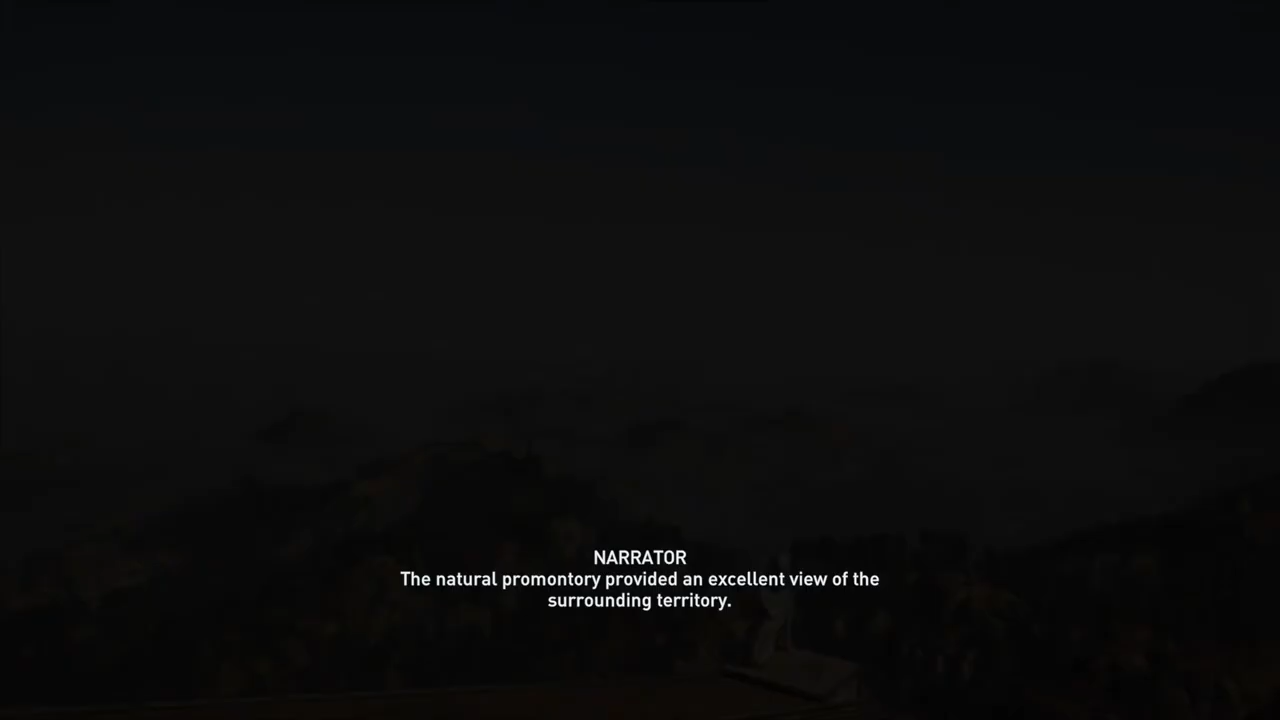 NARRATOR
The natural promontory provided an excellent view of the
surrounding territory.